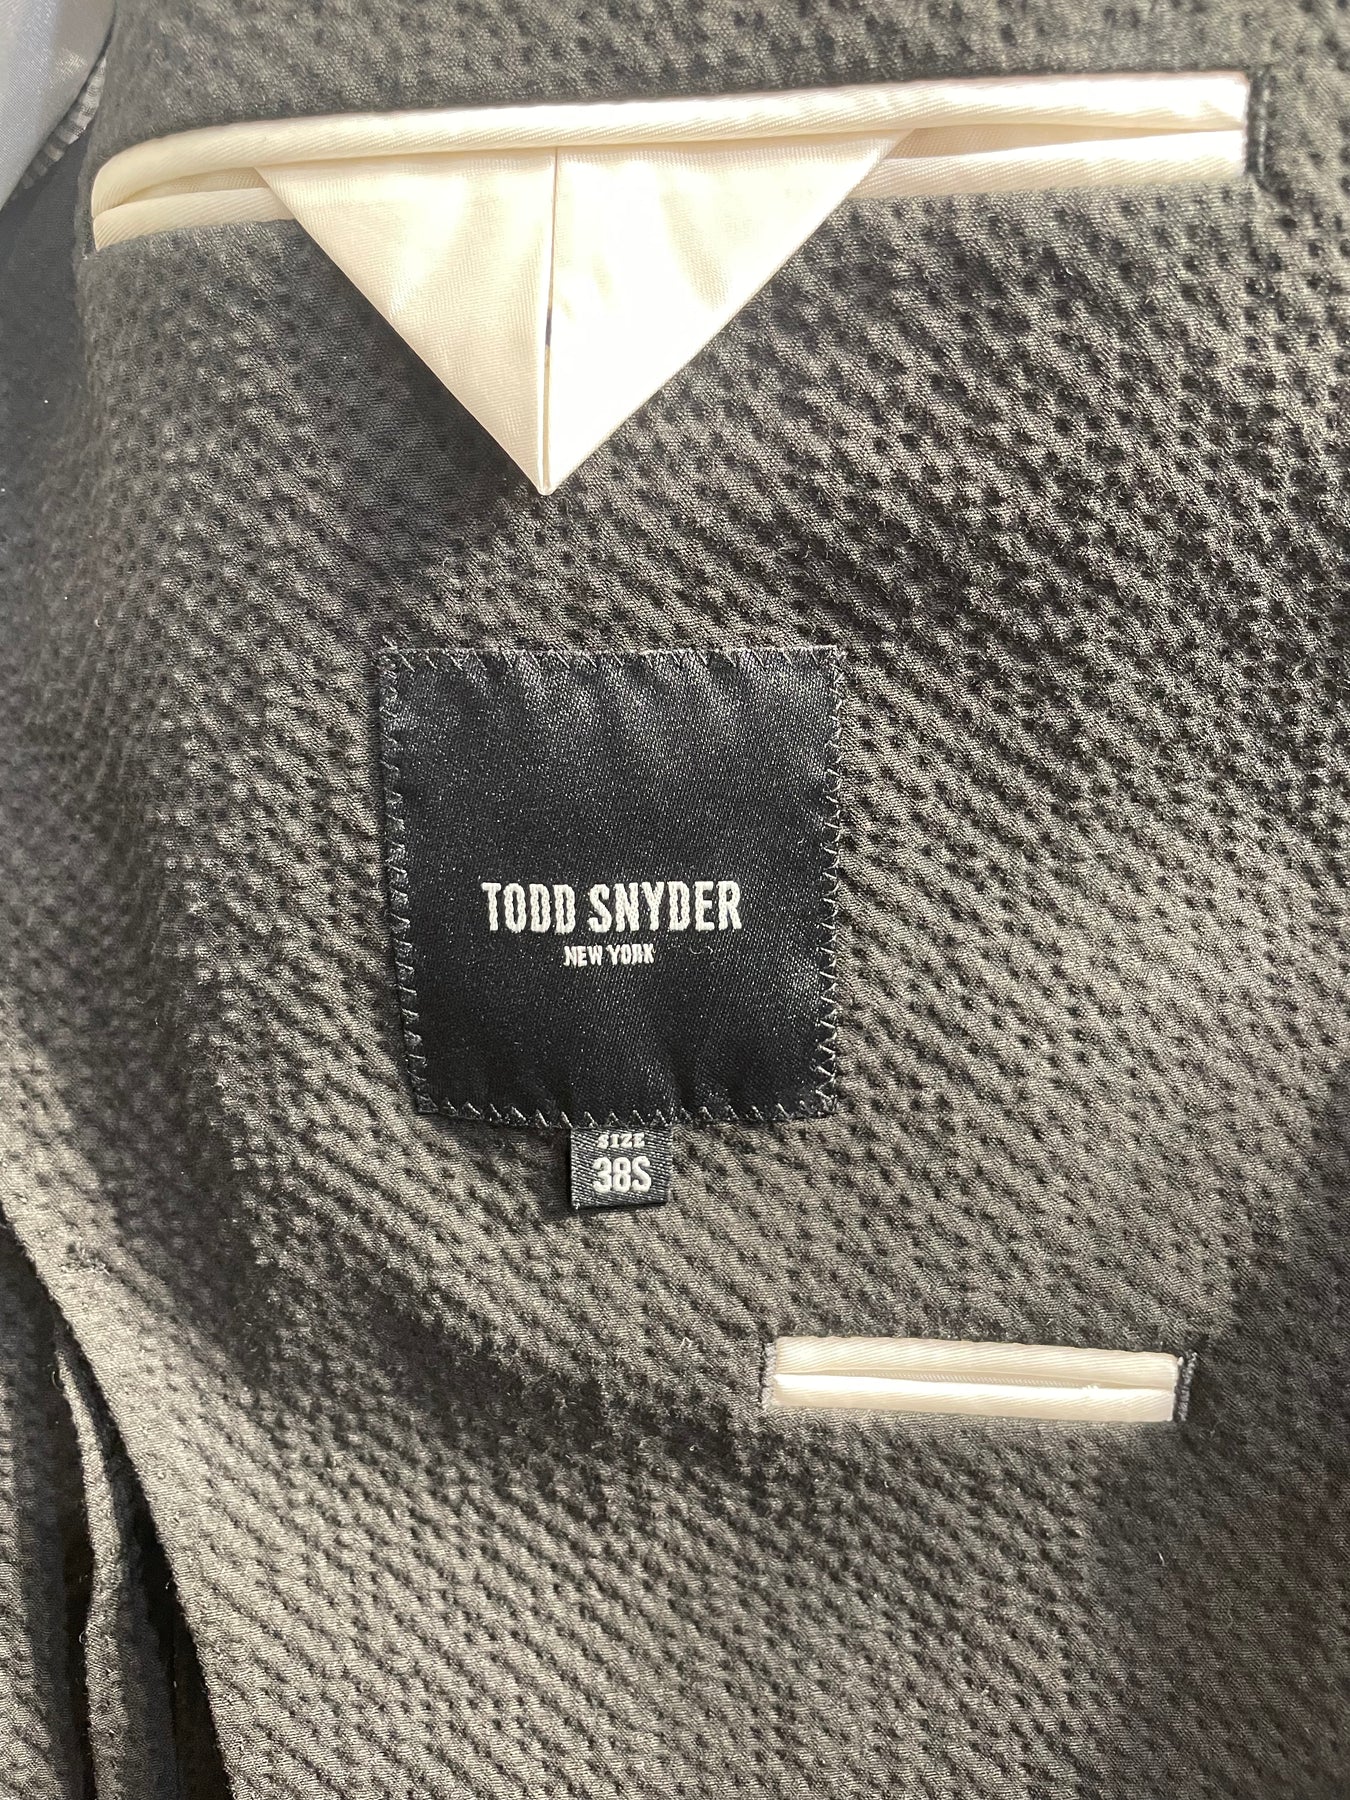 TODD SNYDER
NEW YORK
SIZE
38S